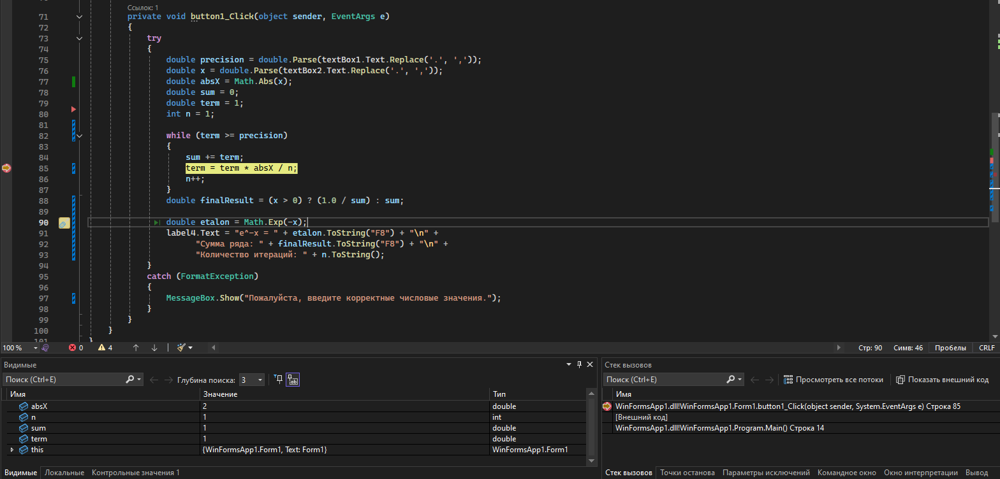 Ссылок: 1
71 private void button1_Click(object sender, EventArgs e)
72 {
73 try
74 {
75 double precision = double.Parse(textBox1.Text.Replace('.', ','));
76 double x = double.Parse(textBox2.Text.Replace('.', ','));
77 double absX = Math.Abs(x);
78 double sum = 0;
79 double term = 1;
80 int n = 1;
81
82 while (term >= precision)
83 {
84 sum += term;
85 term = term * absX / n;
86 n++;
87 }
88 double finalResult = (x > 0) ? (1.0 / sum) : sum;
89
90 double etalon = Math.Exp(-x);
91 label4.Text = "e^-x = " + etalon.ToString("F8") + "\n" +
92 "Сумма ряда: " + finalResult.ToString("F8") + "\n" +
93 "Количество итераций: " + n.ToString();
94 }
95 catch (FormatException)
96 {
97 MessageBox.Show("Пожалуйста, введите корректные числовые значения.");
98 }
99 }
100 }
101 }
100 % 0 4 Стр: 90 Симв: 46 Пробелы CRLF
Видимые
Поиск (Ctrl+E) Глубина поиска: 3
Имя Значение Тип
absX 2 double
n 1 int
sum 1 double
term 1 double
this {WinFormsApp1.Form1, Text: Form1} WinFormsApp1.Form1
Видимые Локальные Контрольные значения 1
Стек вызовов
Поиск (Ctrl+E) Просмотреть все потоки Показать внешний код
Имя
WinFormsApp1.dll!WinFormsApp1.Form1.button1_Click(object sender, System.EventArgs e) Строка 85
[Внешний код]
WinFormsApp1.dll!WinFormsApp1.Program.Main() Строка 14
Стек вызовов Точки останова Параметры исключений Командное окно Окно интерпретации Вывод